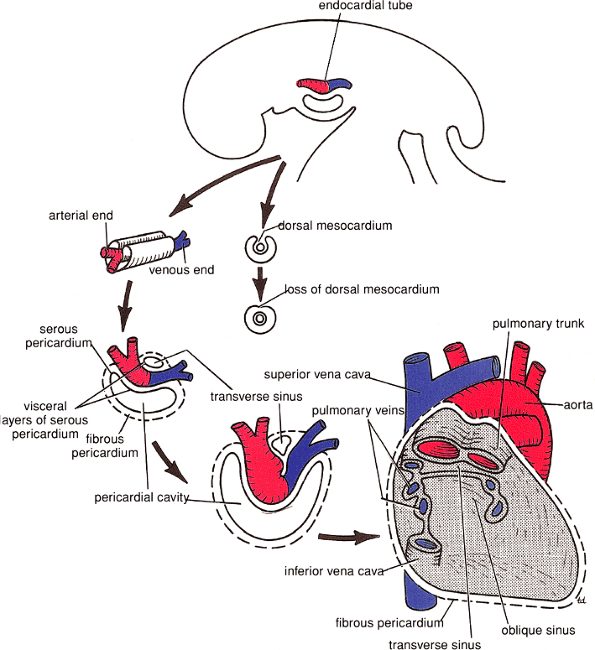 endocardial tube
arterial end
venous end
dorsal mesocardium
loss of dorsal mesocardium
serous
pericardium
visceral
layers of serous
pericardium
fibrous
pericardium
transverse sinus
pericardial cavity
pulmonary trunk
superior vena cava
aorta
pulmonary veins
inferior vena cava
fibrous pericardium
oblique sinus
transverse sinus